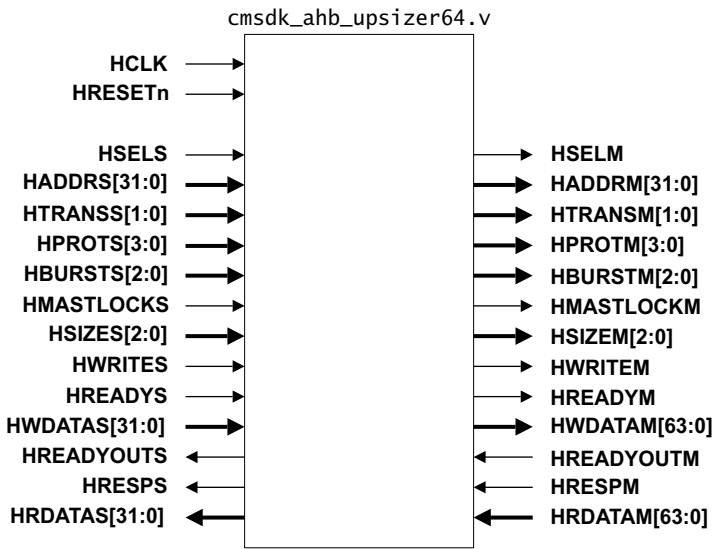 cmsdk_ahb_upsizer64.v
HCLK
HRESETn
HSELS HSELM
HADDRS[31:0] HADDRM[31:0]
HTRANSS[1:0] HTRANSM[1:0]
HPROTS[3:0] HPROTM[3:0]
HBURSTS[2:0] HBURSTM[2:0]
HMASTLOCKS HMASTLOCKM
HSIZES[2:0] HSIZEM[2:0]
HWRITES HWRITEM
HREADYS HREADYM
HWDATAS[31:0] HWDATAM[63:0]
HREADYOUTS HREADYOUTM
HRESPS HRESPM
HRDATAS[31:0] HRDATAM[63:0]